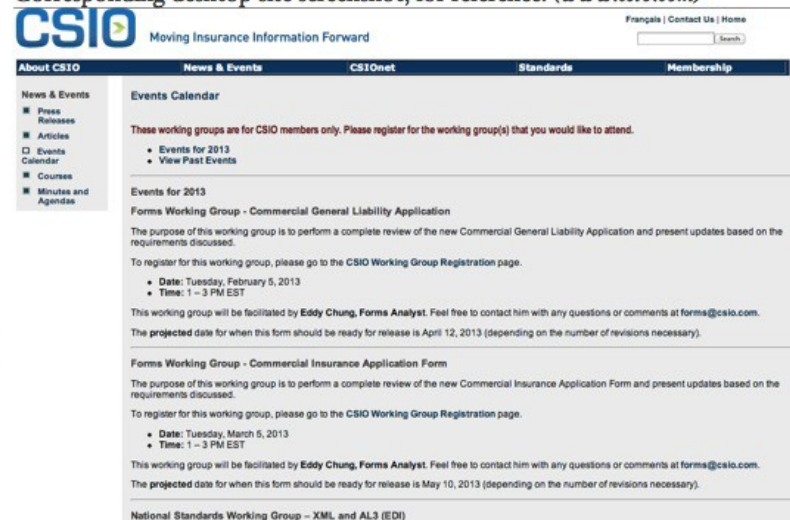 Corresponding desktop site screenshot, for reference.
CSIO
Moving Insurance Information Forward
Français | Contact Us | Home
Search
About CSIO News & Events CSIOnet Standards Membership
News & Events
Press
Releases
Articles
Events
Calendar
Courses
Minutes and
Agendas
Events Calendar
These working groups are for CSIO members only. Please register for the working group(s) that you would like to attend.
• Events for 2013
• View Past Events
Events for 2013
Forms Working Group - Commercial General Liability Application
The purpose of this working group is to perform a complete review of the new Commercial General Liability Application and present updates based on the
requirements discussed.
To register for this working group, please go to the CSIO Working Group Registration page.
• Date: Tuesday, February 5, 2013
• Time: 1 – 3 PM EST
This working group will be facilitated by Eddy Chung, Forms Analyst. Feel free to contact him with any questions or comments at forms@csio.com.
The projected date for when this form should be ready for release is April 12, 2013 (depending on the number of revisions necessary).
Forms Working Group - Commercial Insurance Application Form
The purpose of this working group is to perform a complete review of the new Commercial Insurance Application Form and present updates based on the
requirements discussed.
To register for this working group, please go to the CSIO Working Group Registration page.
• Date: Tuesday, March 5, 2013
• Time: 1 – 3 PM EST
This working group will be facilitated by Eddy Chung, Forms Analyst. Feel free to contact him with any questions or comments at forms@csio.com.
The projected date for when this form should be ready for release is May 10, 2013 (depending on the number of revisions necessary).
National Standards Working Group – XML and AL3 (EDI)